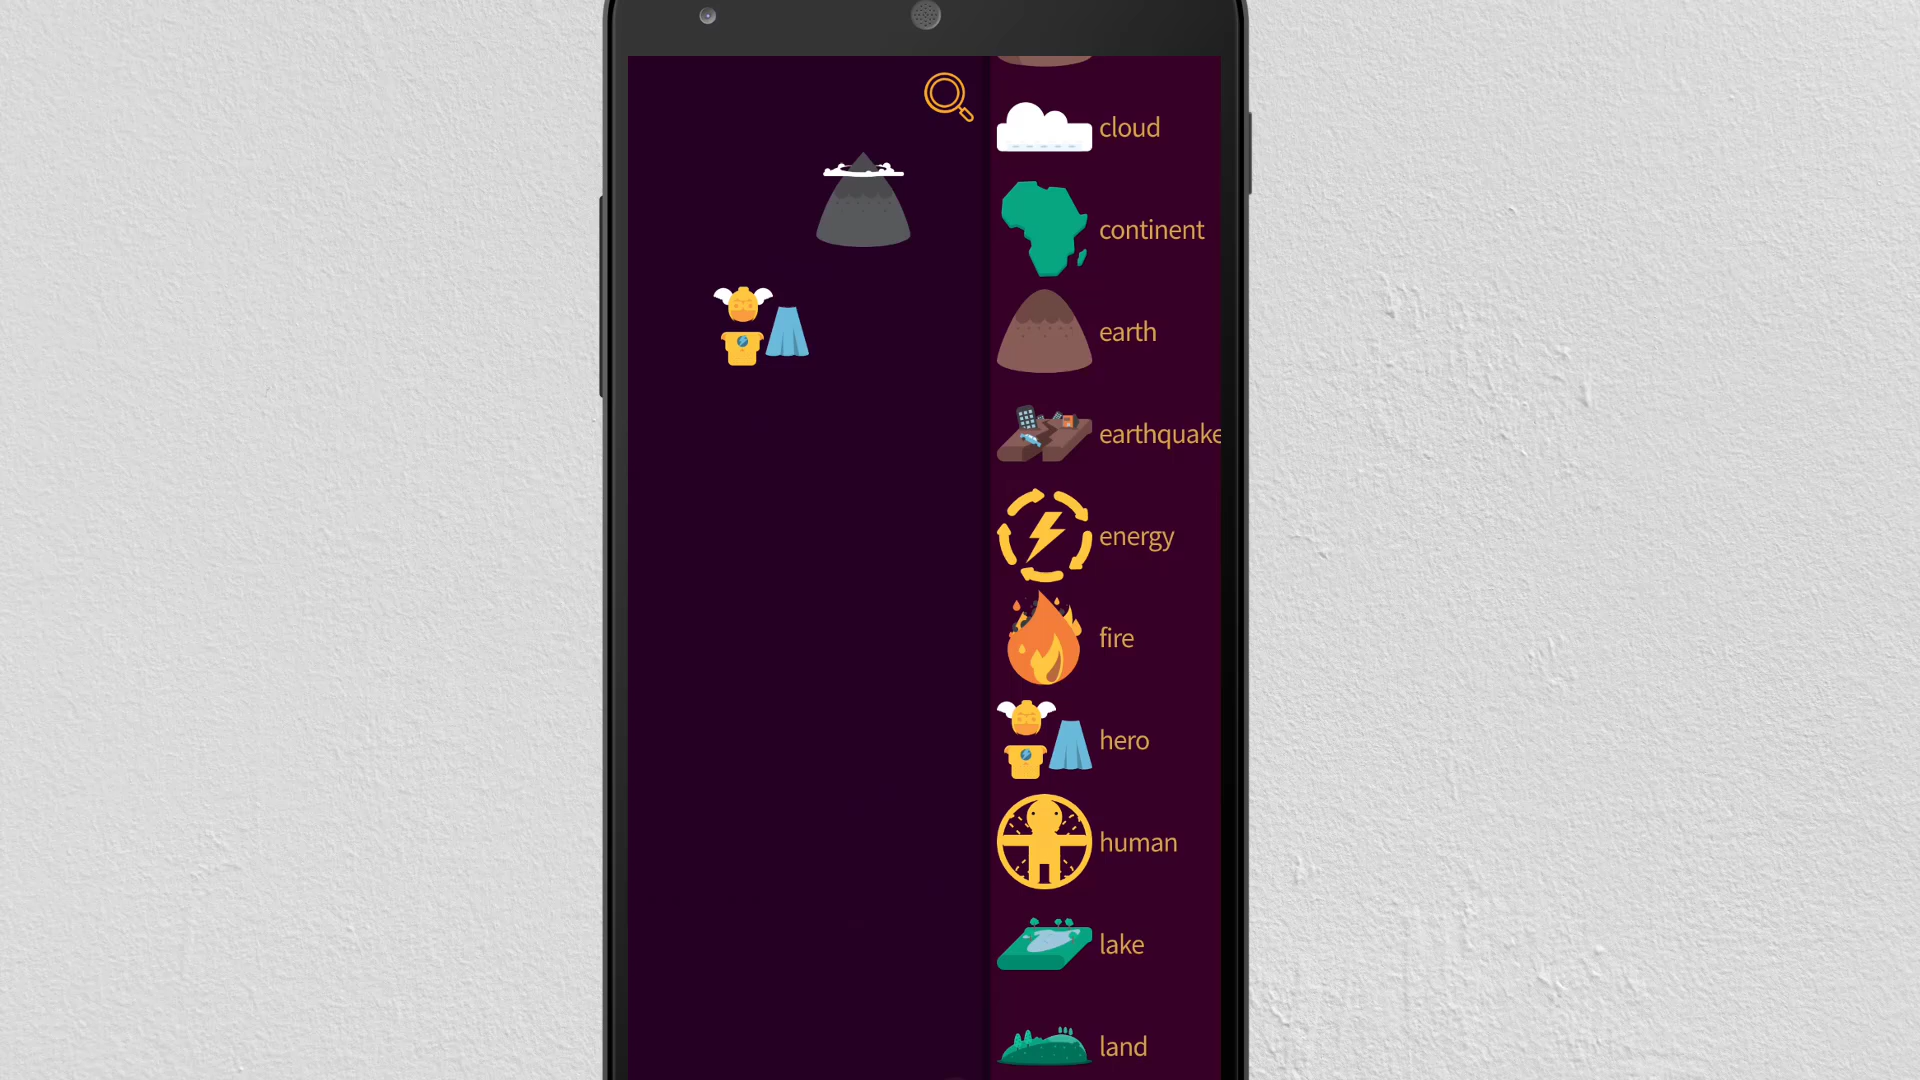 cloud
continent
earth
earthquake
energy
fire
hero
human
lake
land